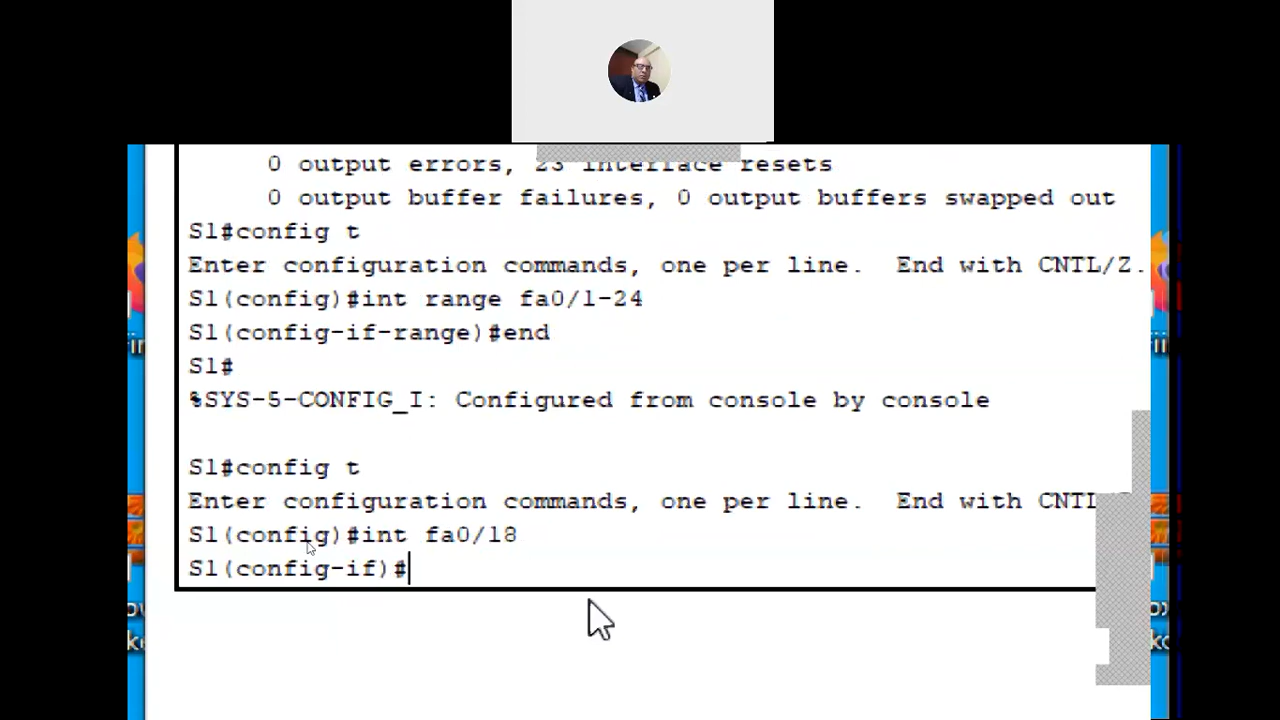 0 output errors, 23 interface resets
0 output buffer failures, 0 output buffers swapped out
S1#config t
Enter configuration commands, one per line. End with CNTL/Z.
S1(config)#int range fa0/1-24
S1(config-if-range)#end
S1#
%SYS-5-CONFIG_I: Configured from console by console
S1#config t
Enter configuration commands, one per line. End with CNTL
S1(config)#int fa0/18
S1(config-if)#